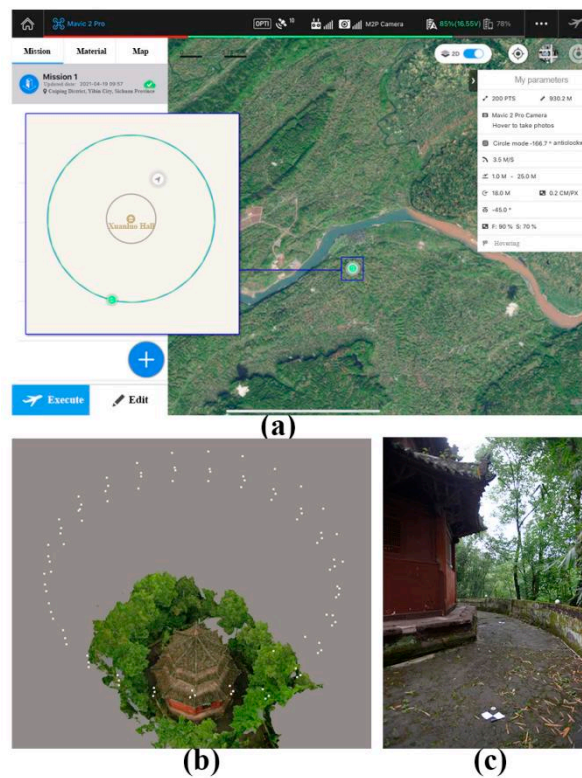 Mavic 2 Pro
OPTI
M2P Camera
85%(16.55V)
78%
Mission Material Map
Mission 1
Updated date: 2021-04-19 09:57
Cuiping District, Yibin City, Sichuan Province
Xuanluo Hall
2D
My parameters
200 PTS 930.2 M
Mavic 2 Pro Camera
Hover to take photos
Circle mode -166.7 ° anticlockw
3.5 M/S
1.0 M - 25.0 M
16.0 M 0.2 CM/PX
-45.0 °
F: 90 % S: 70 %
Hovering
Execute Edit
(a)
(b)
(c)